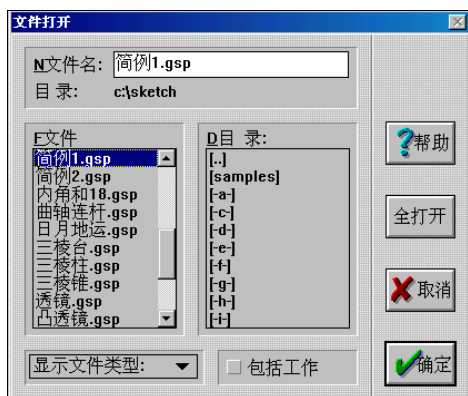 文件打开
N文件名: 简例1.gsp
目 录: c:\sketch
F文件
简例1.gsp
简例2.gsp
内角和18.gsp
曲轴连杆.gsp
日月地运.gsp
三棱台.gsp
三棱柱.gsp
三棱锥.gsp
透镜.gsp
凸透镜.gsp
D目 录:
[..]
[samples]
[-a-]
[-c-]
[-d-]
[-e-]
[-f-]
[-g-]
[-h-]
[-i-]
显示文件类型:
包括工作
帮助
全打开
取消
确定